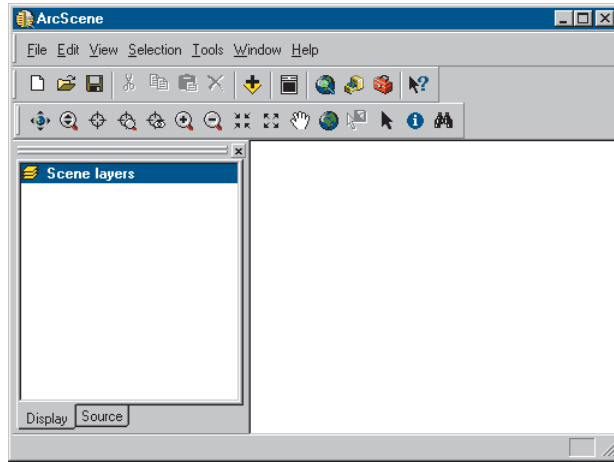 ArcScene
File Edit View Selection Tools Window Help
Scene layers
Display Source